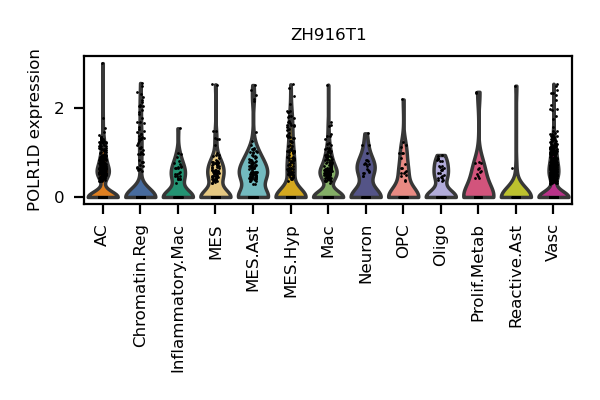 ZH916T1
POLR1D expression
2
0
AC
Chromatin.Reg
Inflammatory.Mac
MES
MES.Ast
MES.Hyp
Mac
Neuron
OPC
Oligo
Prolif.Metab
Reactive.Ast
Vasc